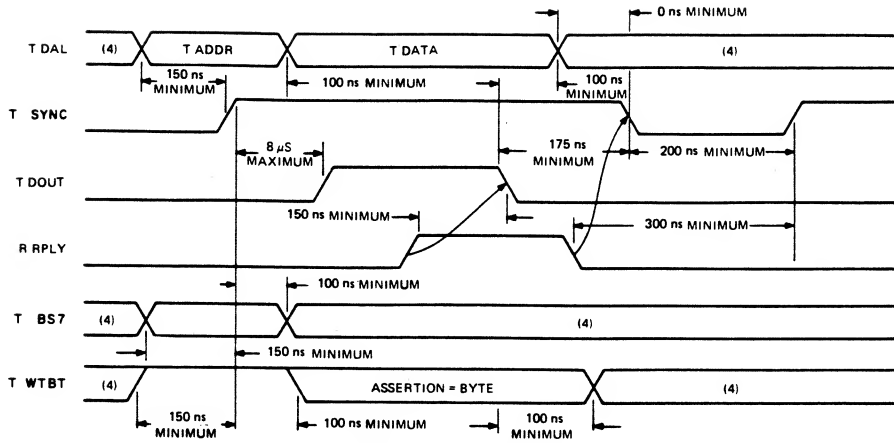 0 ns MINIMUM
T DAL (4) T ADDR T DATA (4)
150 ns MINIMUM
100 ns MINIMUM
100 ns MINIMUM
T SYNC
8 μS MAXIMUM
175 ns MINIMUM
200 ns MINIMUM
T DOUT
150 ns MINIMUM
300 ns MINIMUM
R RPLY
100 ns MINIMUM
T BS7 (4) (4)
150 ns MINIMUM
T WTBT (4) ASSERTION = BYTE (4)
150 ns MINIMUM
100 ns MINIMUM
100 ns MINIMUM